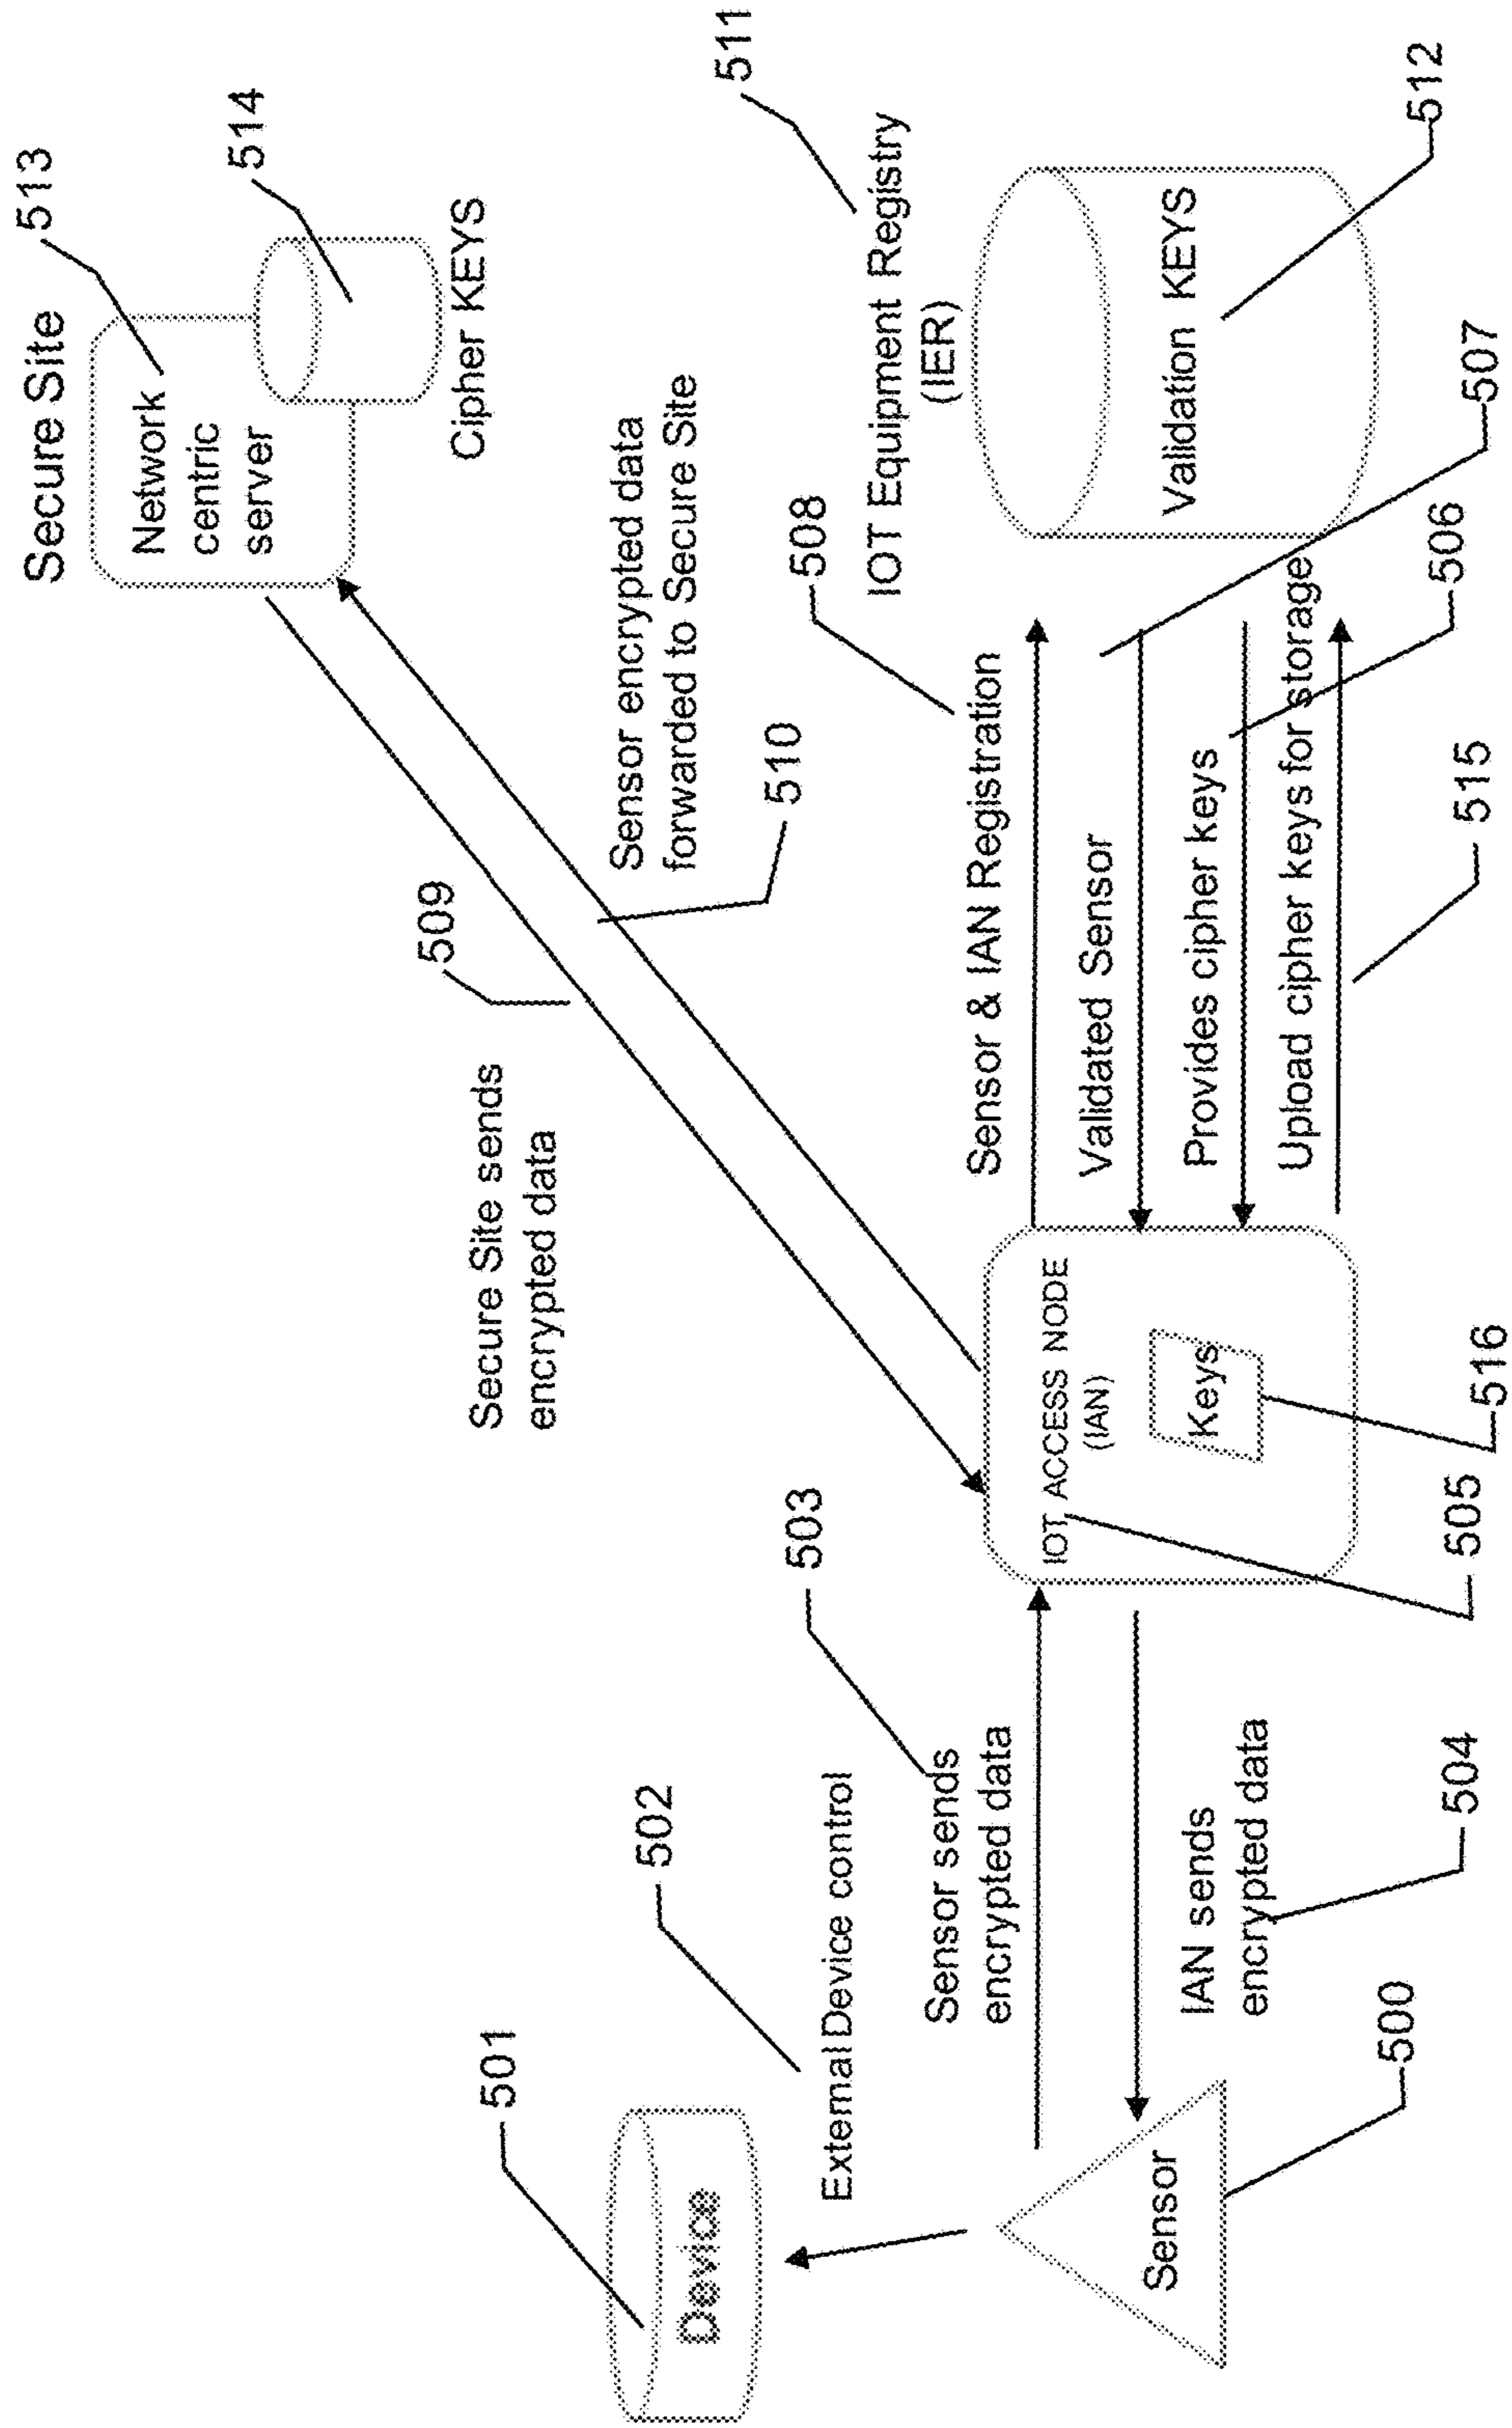 Secure Site
513
Network
centric
server
514
Cipher KEYS
509
Secure Site sends
encrypted data
Sensor encrypted data
forwarded to Secure Site
510
511
IOT Equipment Registry
(IER)
Validation KEYS
512
508
Sensor & IAN Registration
Validated Sensor
507
Provides cipher keys
506
Upload cipher keys for storage
515
IOT ACCESS NODE
(IAN)
Keys
516
505
503
Sensor sends
encrypted data
IAN sends
encrypted data
504
502
External Device control
501
Device
Sensor
500